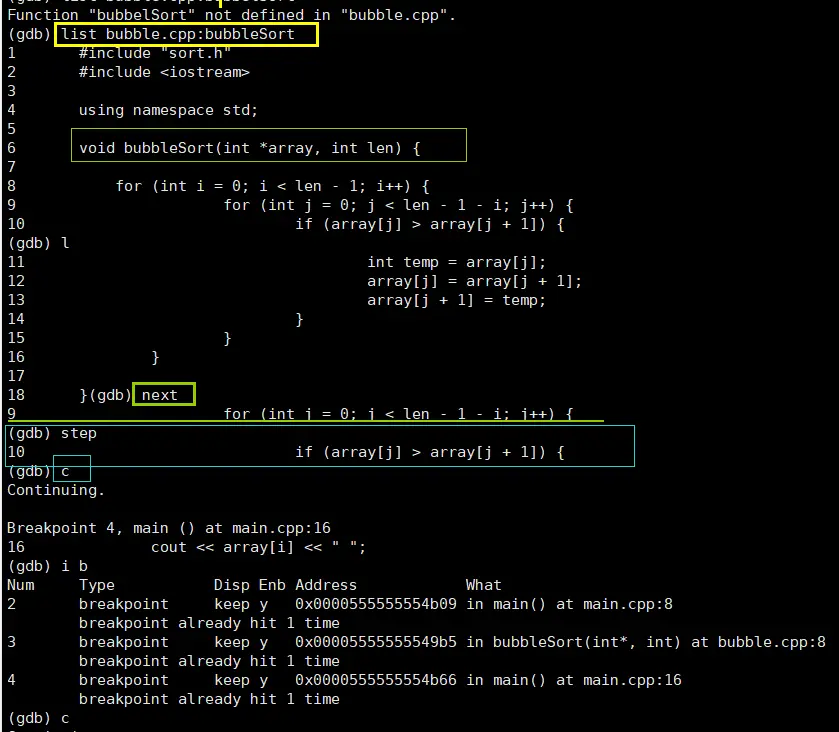 Function "bubbelSort" not defined in "bubble.cpp".
(gdb) list bubble.cpp:bubbleSort
1       #include "sort.h"
2       #include <iostream>
3
4       using namespace std;
5
6       void bubbleSort(int *array, int len) {
7
8           for (int i = 0; i < len - 1; i++) {
9                       for (int j = 0; j < len - 1 - i; j++) {
10                              if (array[j] > array[j + 1]) {
(gdb) l
11                                      int temp = array[j];
12                                      array[j] = array[j + 1];
13                                      array[j + 1] = temp;
14                              }
15                      }
16              }
17
18      }(gdb) next
9                       for (int j = 0; j < len - 1 - i; j++) {
(gdb) step
10                              if (array[j] > array[j + 1]) {
(gdb) c
Continuing.

Breakpoint 4, main () at main.cpp:16
16              cout << array[i] << " ";
(gdb) i b
Num     Type           Disp Enb Address            What
2       breakpoint     keep y   0x0000555555554b09 in main() at main.cpp:8
        breakpoint already hit 1 time
3       breakpoint     keep y   0x00005555555549b5 in bubbleSort(int*, int) at bubble.cpp:8
        breakpoint already hit 1 time
4       breakpoint     keep y   0x0000555555554b66 in main() at main.cpp:16
        breakpoint already hit 1 time
(gdb) c